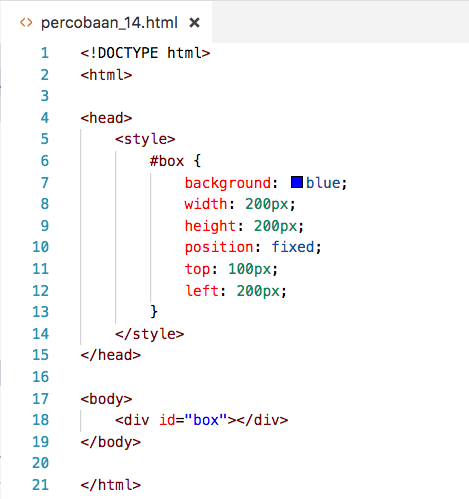 <> percobaan_14.html ×
1 <!DOCTYPE html>
2 <html>
3
4 <head>
5     <style>
6         #box {
7             background: blue;
8             width: 200px;
9             height: 200px;
10             position: fixed;
11             top: 100px;
12             left: 200px;
13         }
14     </style>
15 </head>
16
17 <body>
18     <div id="box"></div>
19 </body>
20
21 </html>